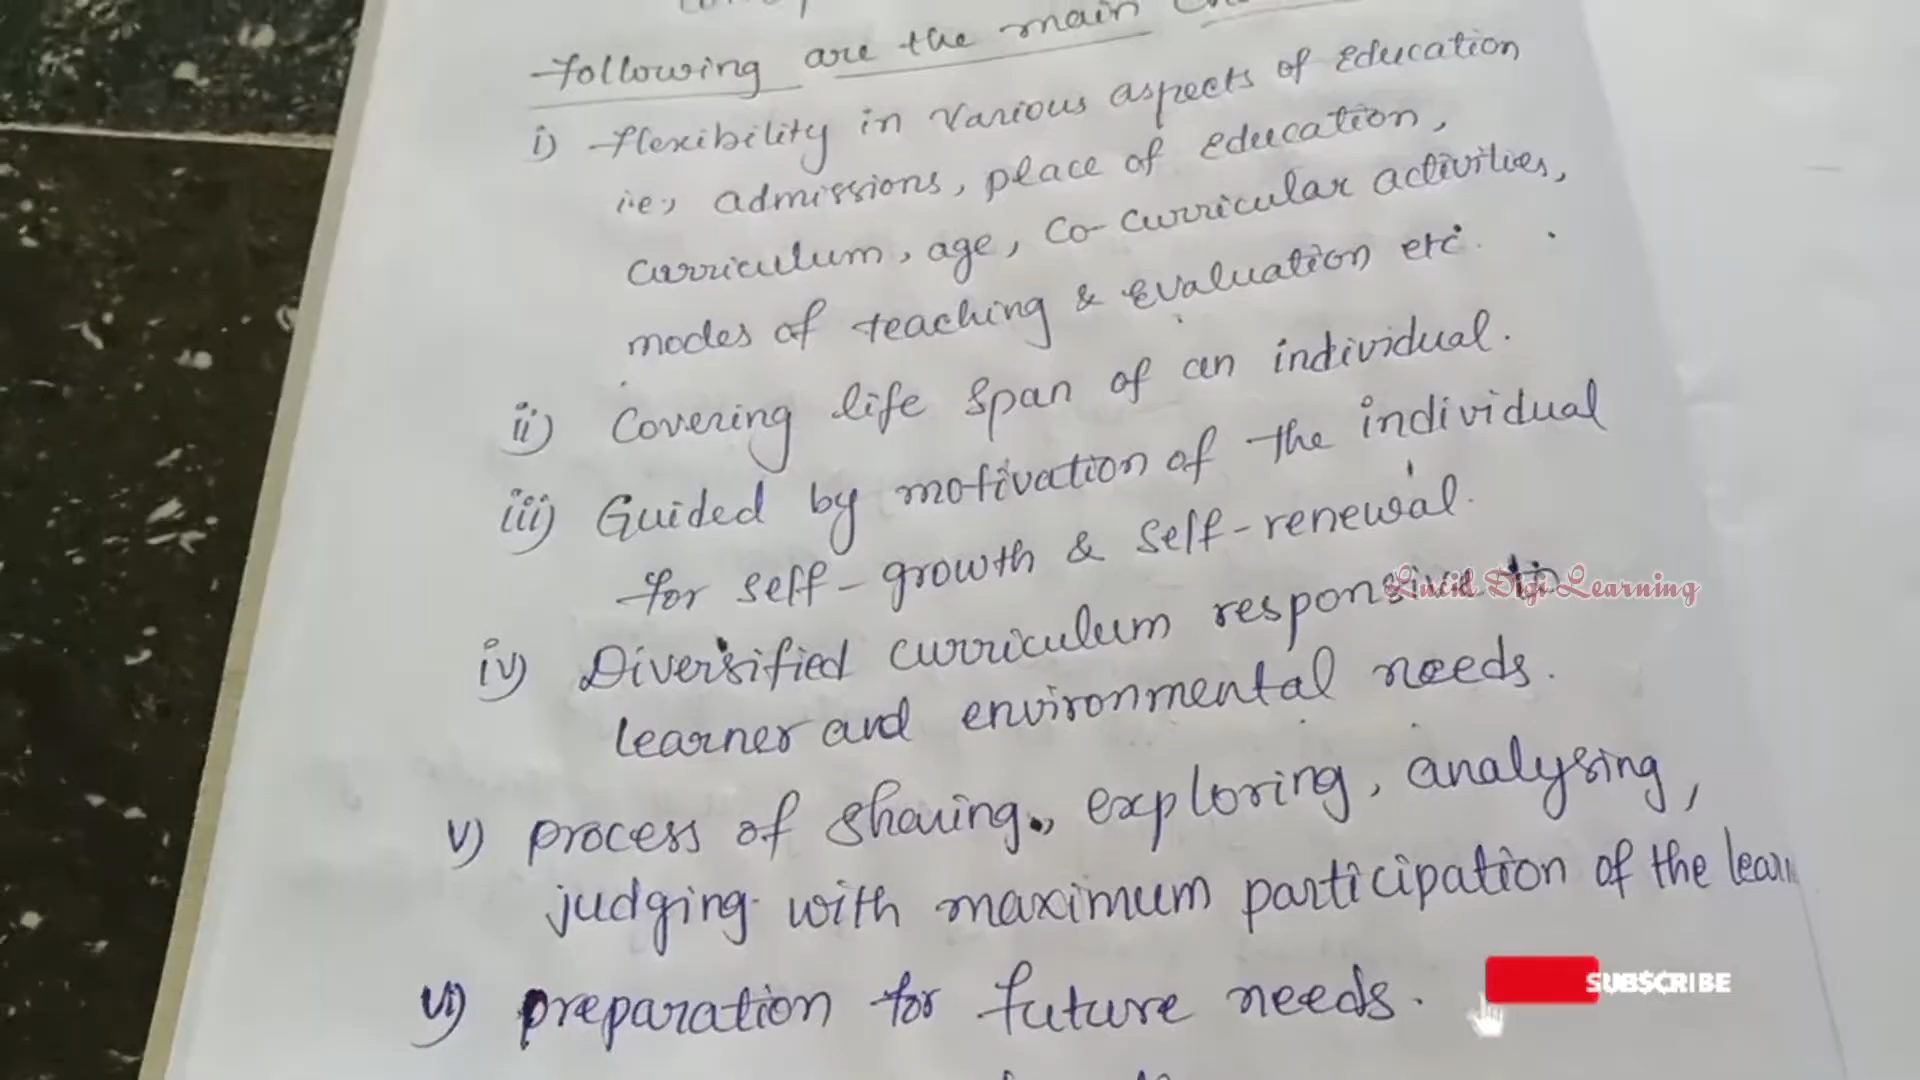 following are the main
i) flexibility in various aspects of education
i.e., admissions, place of education,
curriculum, age, co-curricular activities,
modes of teaching & evaluation etc.
ii) Covering life span of an individual.
iii) Guided by motivation of the individual
for self-growth & self-renewal.
iv) Diversified curriculum responsive to
Lucid Digi Learning
learner and environmental needs.
v) process of sharing, exploring, analysing,
judging with maximum participation of the
vi) preparation for future needs.
SUBSCRIBE